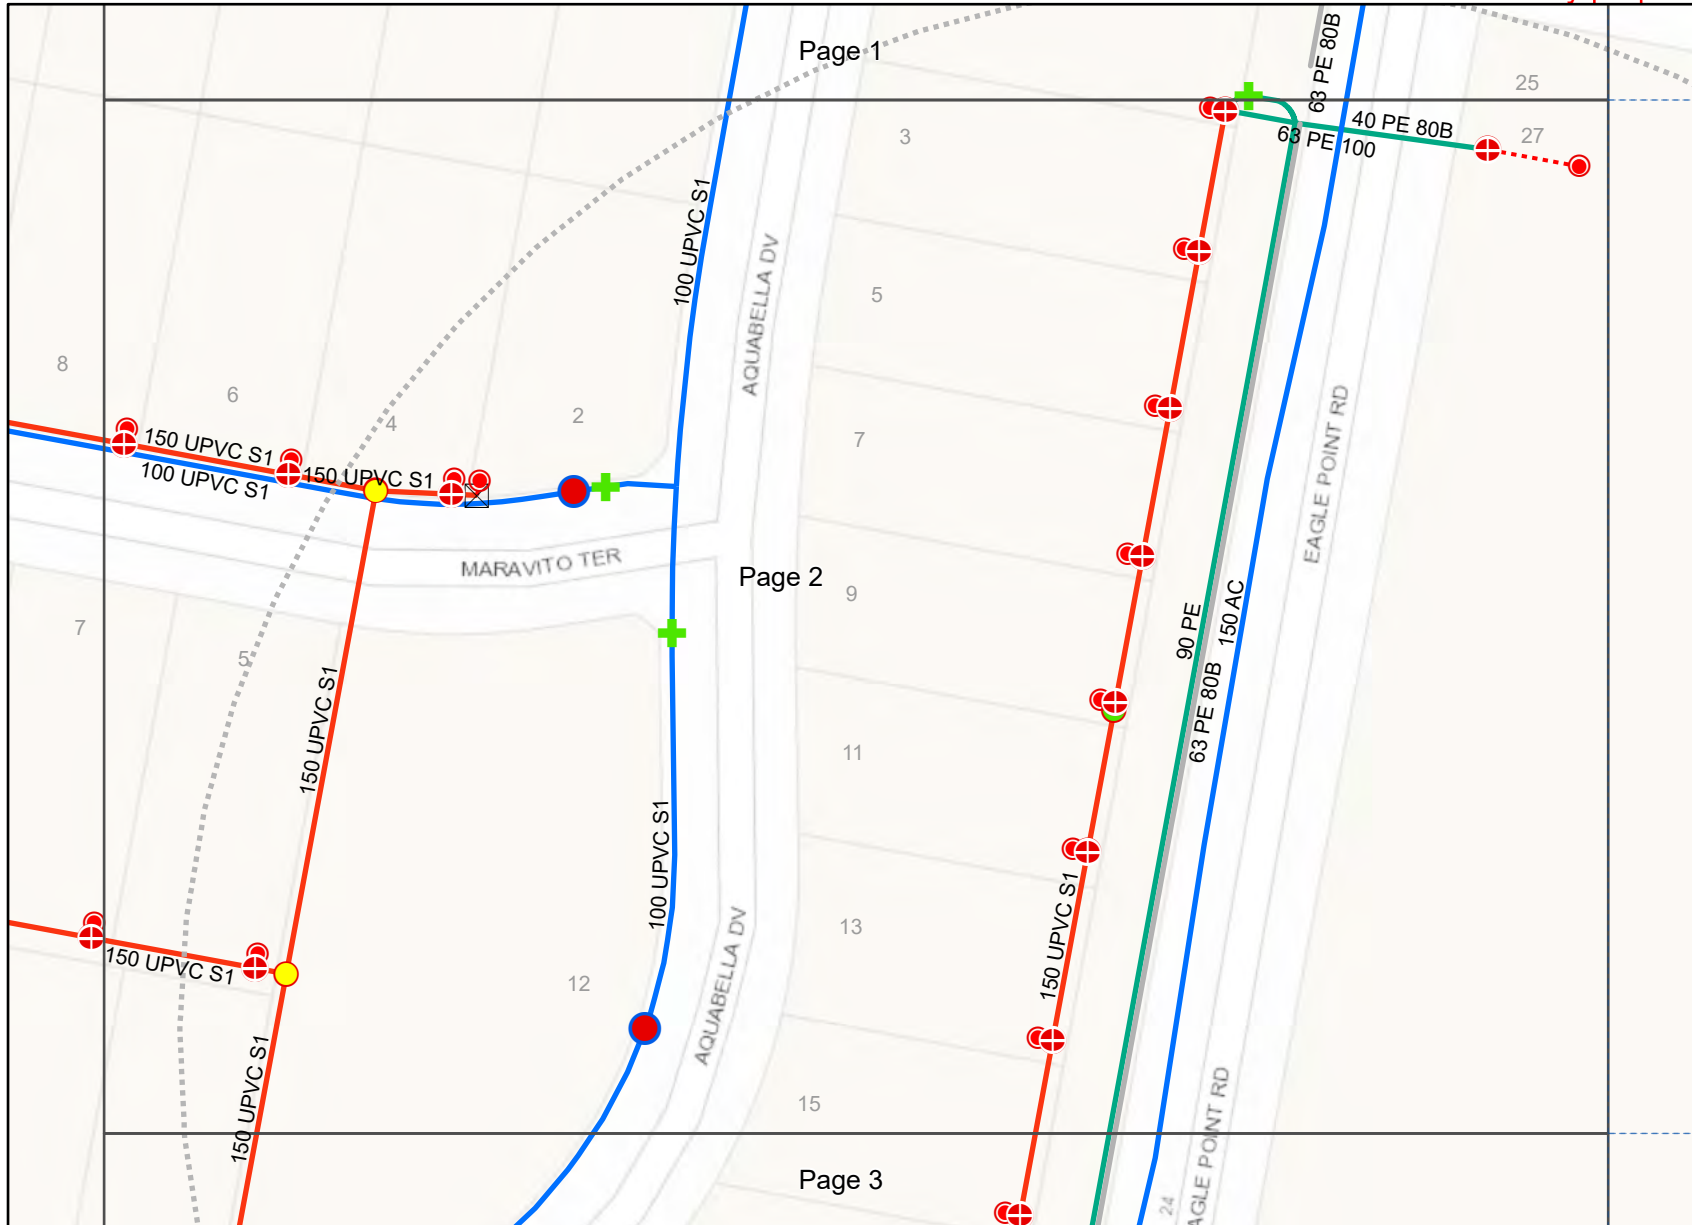 Page 1
63 PE 80B
25
3
40 PE 80B
63 PE 100
27
100 UPVC S1
AQUABELLA DV
5
8
6
4
2
7
150 UPVC S1
150 UPVC S1
100 UPVC S1
EAGLE POINT RD
MARAVITO TER
Page 2
9
7
5
90 PE
150 AC
150 UPVC S1
63 PE 80B
11
100 UPVC S1
13
150 UPVC S1
AQUABELLA DV
150 UPVC S1
12
150 UPVC S1
15
Page 3
24
AGLE POINT RD